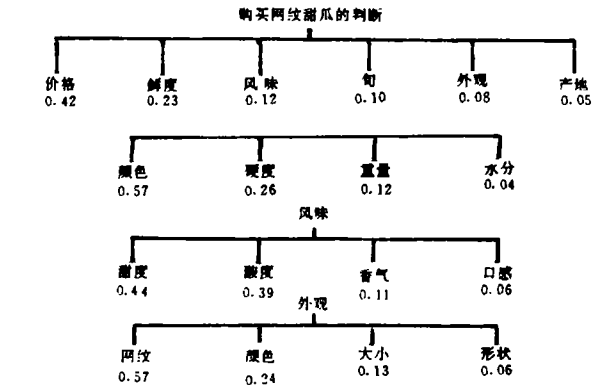 购买网纹甜瓜的判断
价格 鲜度 风味 旬 外观 产地
0.42 0.23 0.12 0.10 0.08 0.05
颜色 硬度 重量 水分
0.57 0.26 0.12 0.04
风味
甜度 酸度 香气 口感
0.44 0.39 0.11 0.06
外观
网纹 颜色 大小 形状
0.57 0.24 0.13 0.06